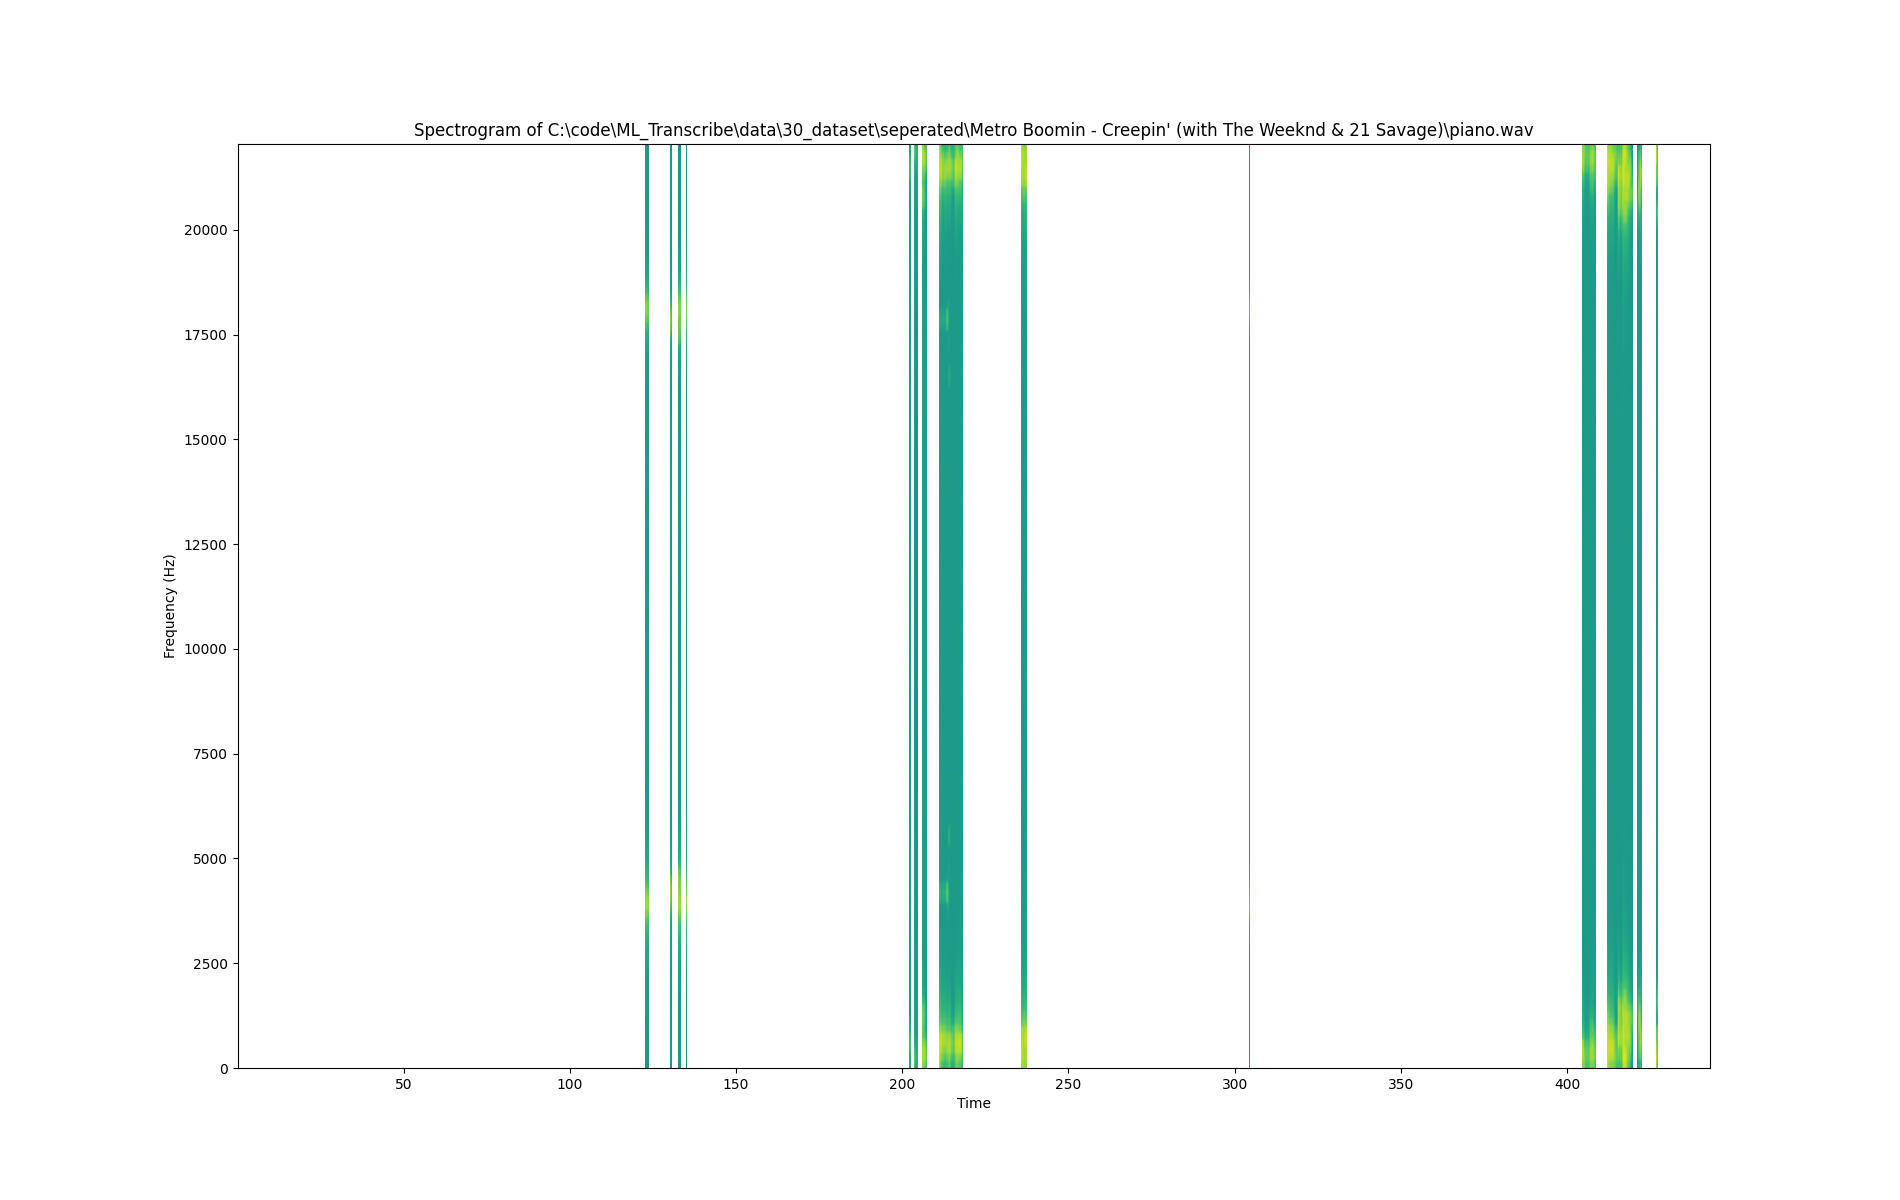 Spectrogram of C:\code\ML_Transcribe\data\30_dataset\seperated\Metro Boomin - Creepin' (with The Weeknd & 21 Savage)\piano.wav
Frequency (Hz)
20000
17500
15000
12500
10000
7500
5000
2500
0
50 100 150 200 250 300 350 400
Time